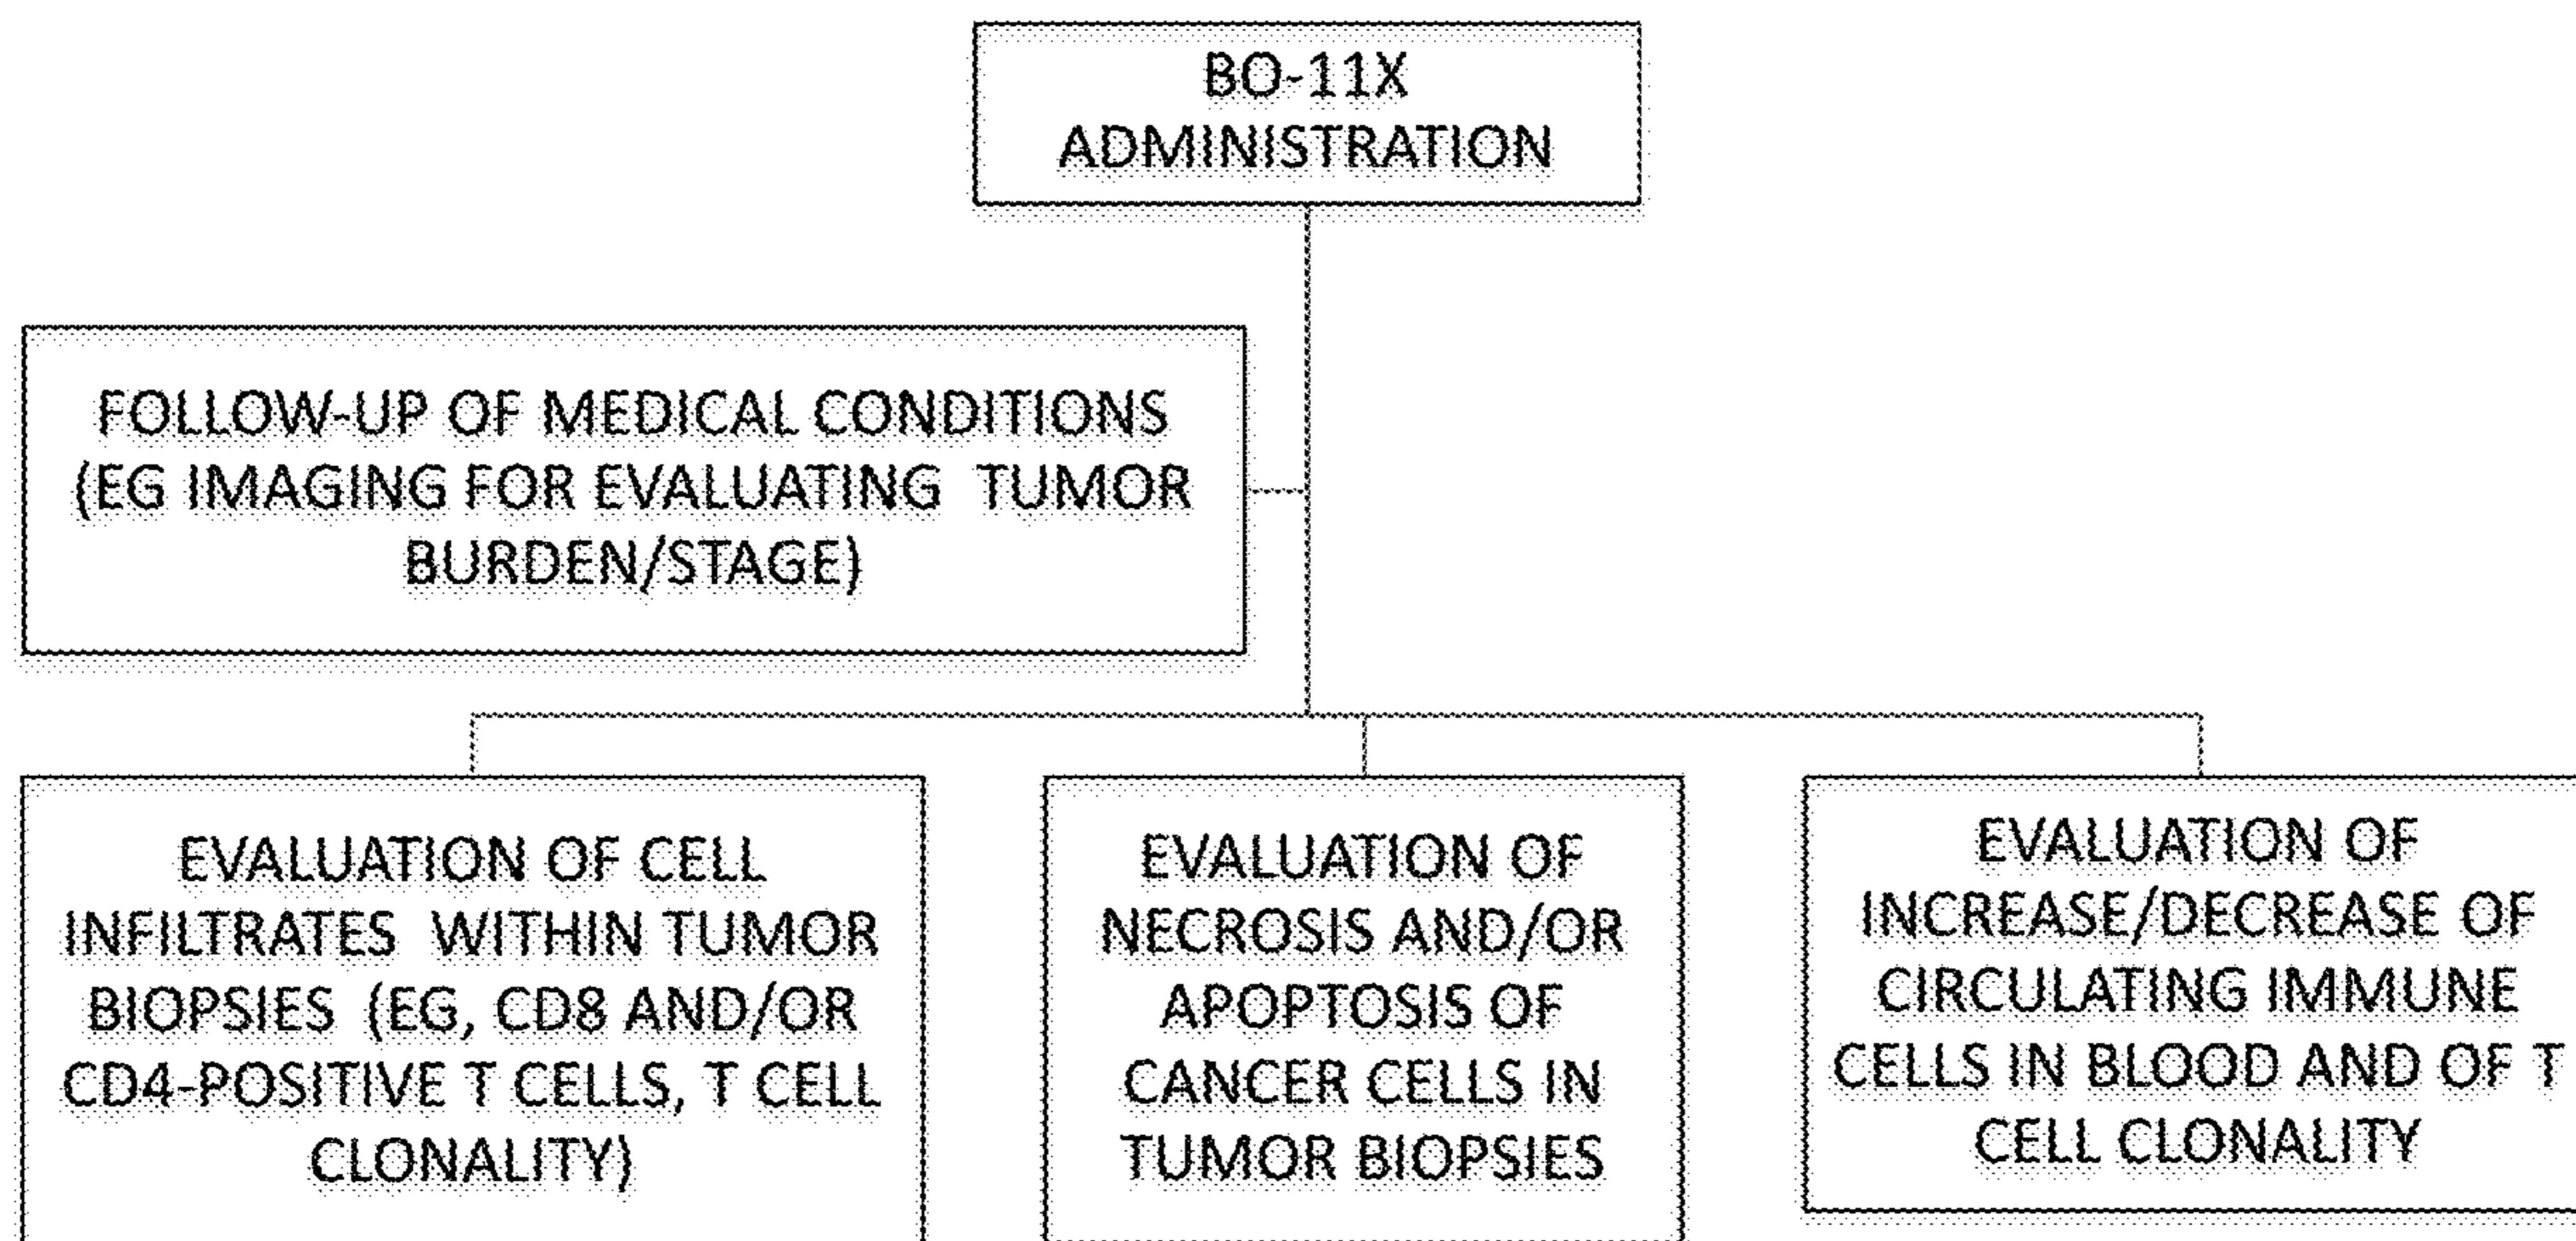 BO-11X
ADMINISTRATION
FOLLOW-UP OF MEDICAL CONDITIONS
(EG IMAGING FOR EVALUATING TUMOR
BURDEN/STAGE)
EVALUATION OF CELL
INFILTRATES WITHIN TUMOR
BIOPSIES (EG, CD8 AND/OR
CD4-POSITIVE T CELLS, T CELL
CLONALITY)
EVALUATION OF
NECROSIS AND/OR
APOPTOSIS OF
CANCER CELLS IN
TUMOR BIOPSIES
EVALUATION OF
INCREASE/DECREASE OF
CIRCULATING IMMUNE
CELLS IN BLOOD AND OF T
CELL CLONALITY